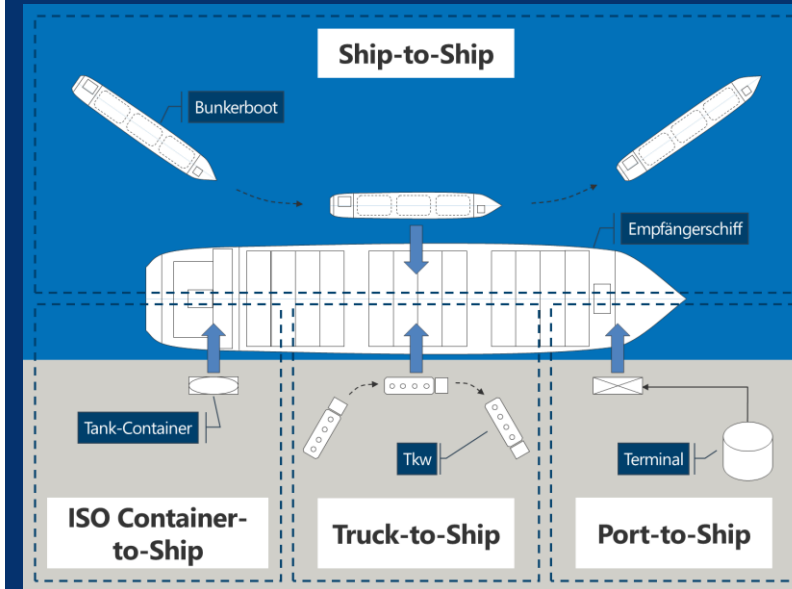 Ship-to-Ship
Bunkerboot
Empfängerschiff
Tank-Container
Tkw
Terminal
ISO Container-
to-Ship
Truck-to-Ship
Port-to-Ship